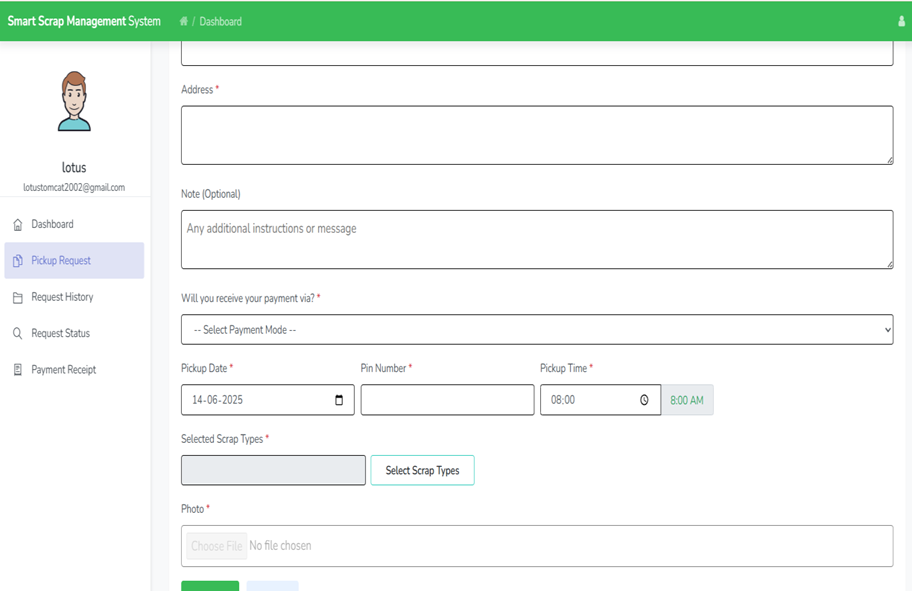 Smart Scrap Management System / Dashboard
lotus
lotustomcat2002@gmail.com
Dashboard
Pickup Request
Request History
Request Status
Payment Receipt
Address *
Note (Optional)
Any additional instructions or message
Will you receive your payment via? *
-- Select Payment Mode --
Pickup Date * Pin Number * Pickup Time *
14-06-2025 08:00 8:00 AM
Selected Scrap Types *
Select Scrap Types
Photo *
Choose File No file chosen